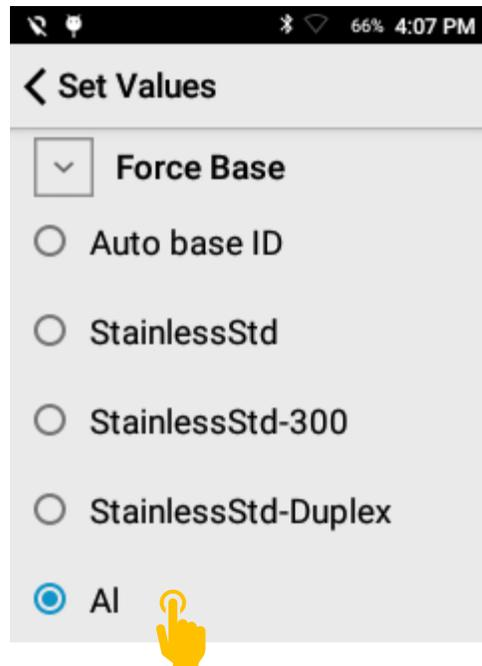 66% 4:07 PM
Set Values
Force Base
Auto base ID
StainlessStd
StainlessStd-300
StainlessStd-Duplex
Al